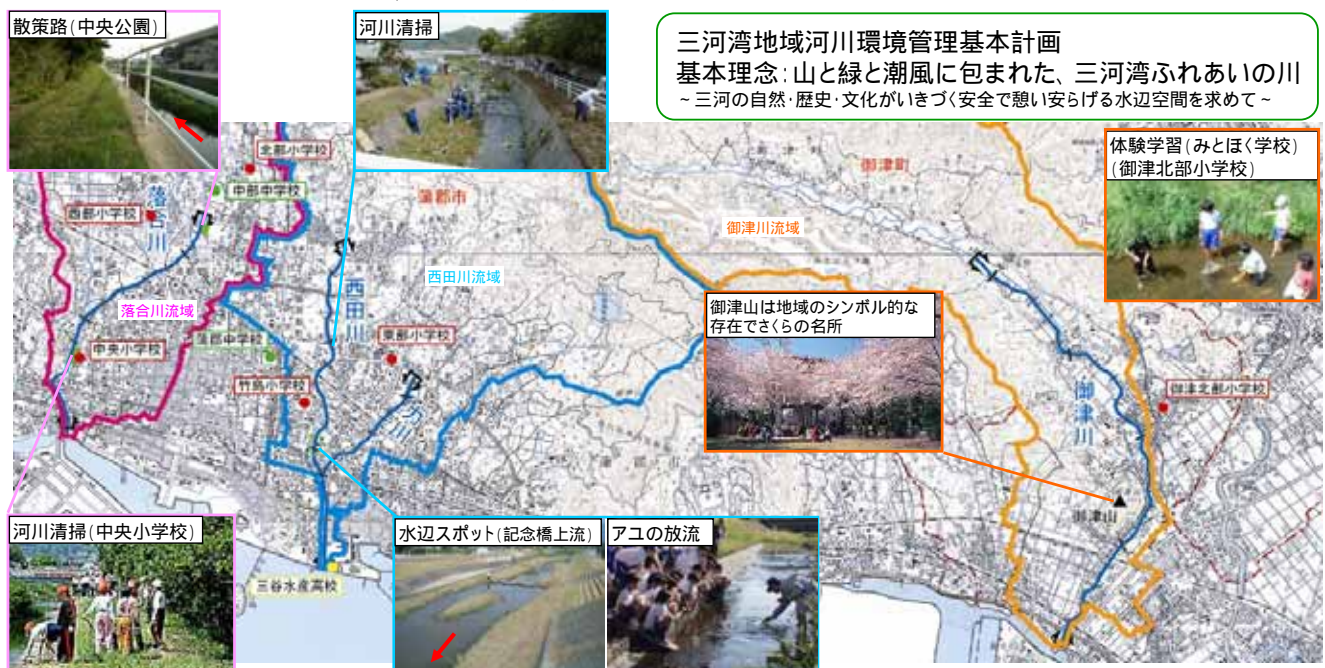 散策路(中央公園)
河川清掃
三河湾地域河川環境管理基本計画
基本理念:山と緑と潮風に包まれた、三河湾ふれあいの川
~三河の自然・歴史・文化がいきづく安全で憩い安らげる水辺空間を求めて~
体験学習(みとほく学校)
(御津北部小学校)
北部小学校
中部中学校
西部小学校
落合川
蒲郡市
御津町
御津川流域
西田川流域
西田川
落合川流域
御津山は地域のシンボル的な
存在でさくらの名所
中央小学校
蒲郡中学校
東部小学校
竹島小学校
力川
御津川
御津北部小学校
御津山
河川清掃(中央小学校)
三谷水産高校
水辺スポット(記念橋上流)
アユの放流